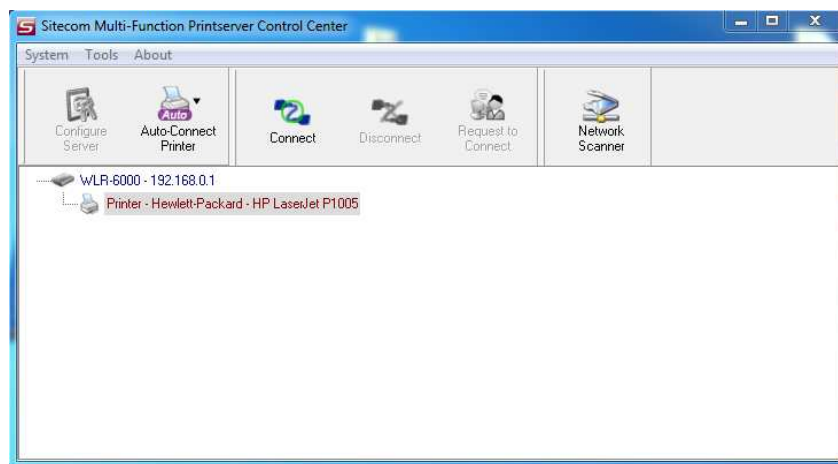 Sitecom Multi-Function Printserver Control Center
System Tools About
Configure Server
Auto
Auto-Connect Printer
Connect
Disconnect
Request to Connect
Network Scanner
WLR-6000 - 192.168.0.1
Printer - Hewlett-Packard - HP LaserJet P1005